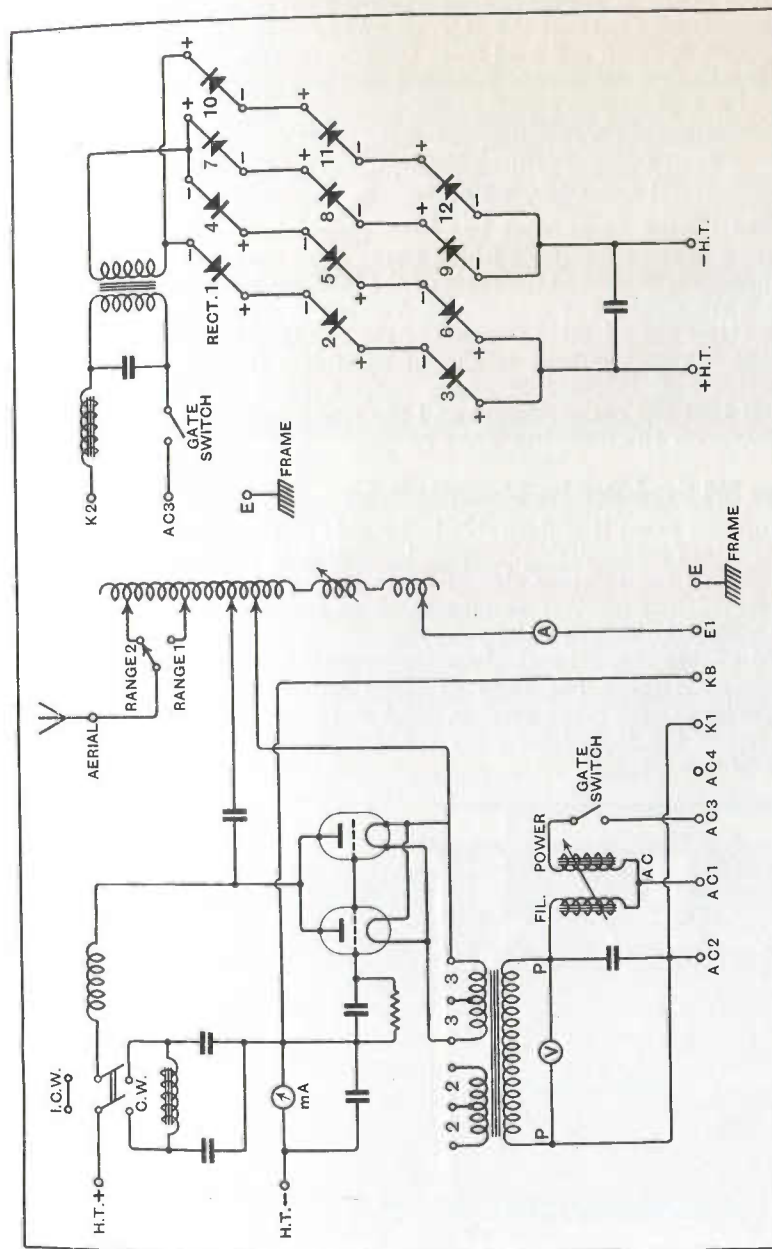 K2
AC3
GATE
SWITCH
RECT. 1
2
3
4
5
6
7
8
9
10
11
12
+
−
+
−
+
−
+
−
+
−
+
−
+
−
+
−
+
−
+
−
+
−
+
−
+H.T.
−H.T.
E
FRAME
AERIAL
RANGE 2
RANGE 1
A
E
FRAME
E1
KB
K1
AC4
AC3
AC1
AC2
GATE
SWITCH
POWER
FIL.
AC
I.C.W.
C.W.
H.T.+
H.T.−
mA
2
2
3
3
P
P
V